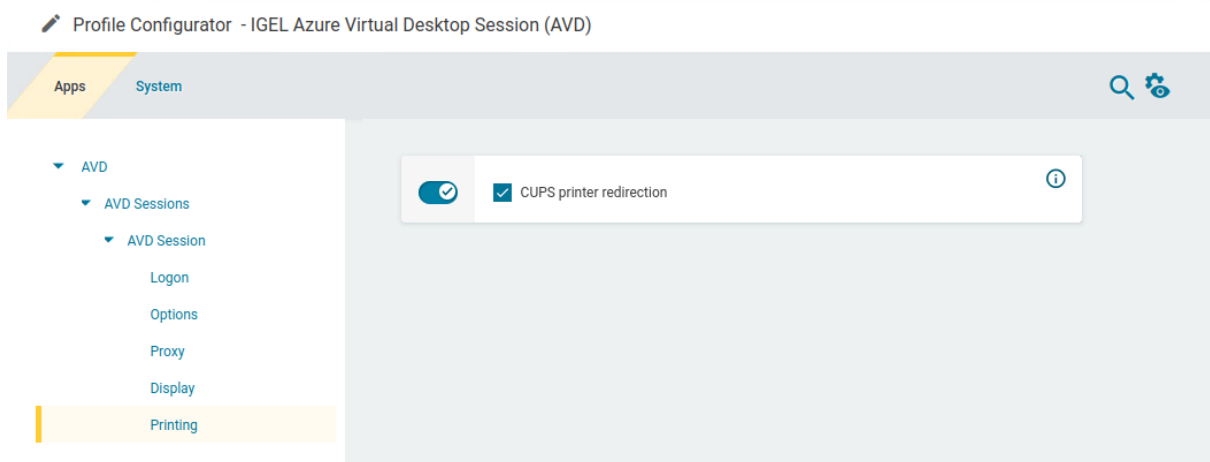 Profile Configurator - IGEL Azure Virtual Desktop Session (AVD)
Apps
System
AVD
AVD Sessions
AVD Session
Logon
Options
Proxy
Display
Printing
CUPS printer redirection